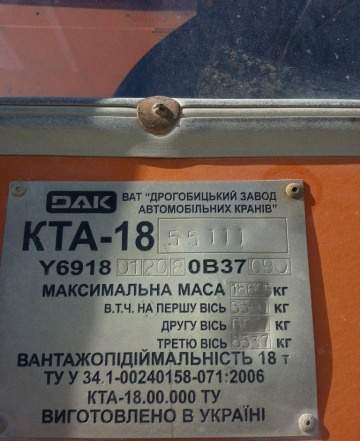 DAK ВАТ "ДРОГОБИЦЬКИЙ ЗАВОД
АВТОМОБІЛЬНИХ КРАНІВ"
КТА-18
Y6918 0B37
МАКСИМАЛЬНА МАСА КГ
В.Т.Ч. НА ПЕРШУ ВІСЬ КГ
ДРУГУ ВІСЬ КГ
ТРЕТЮ ВІСЬ КГ
ВАНТАЖОПІДІЙМАЛЬНІСТЬ 18 т
ТУ У 34.1-00240158-071:2006
КТА-18.00.000 ТУ
ВИГОТОВЛЕНО В УКРАЇНІ